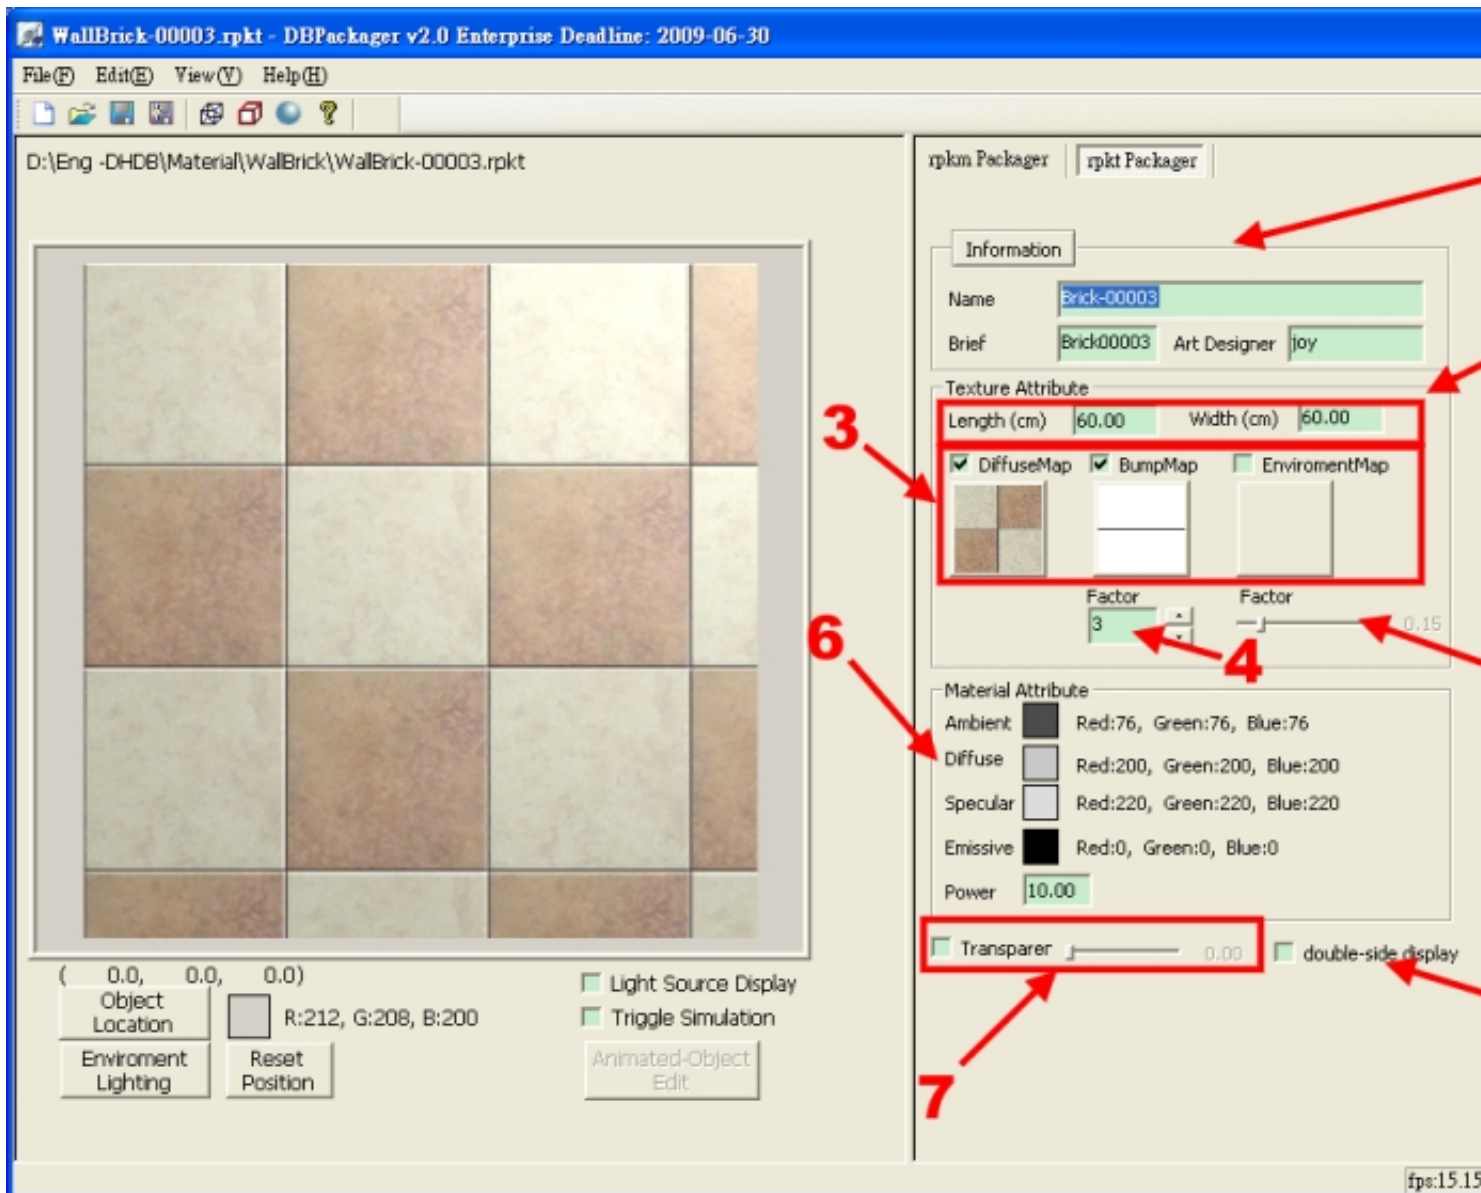 WallBrick-00003.rpkt - DBPackager v2.0 Enterprise Deadline: 2009-06-30
File(F) Edit(E) View(V) Help(H)
D:\Eng -DHDB\Material\WallBrick\WallBrick-00003.rpkt
rpkm Packager rpkt Packager
Information
Name Brick-00003
Brief Brick00003 Art Designer joy
Texture Attribute
Length (cm) 60.00 Width (cm) 60.00
3
DiffuseMap BumpMap EnviromentMap
Factor Factor
3 0.15
4
6
Material Attribute
Ambient Red:76, Green:76, Blue:76
Diffuse Red:200, Green:200, Blue:200
Specular Red:220, Green:220, Blue:220
Emissive Red:0, Green:0, Blue:0
Power 10.00
Transparer 0.00 double-side display
7
( 0.0, 0.0, 0.0)
Object Location
R:212, G:208, B:200
Enviroment Lighting
Reset Position
Light Source Display
Triggle Simulation
Animated-Object Edit
fps:15.15